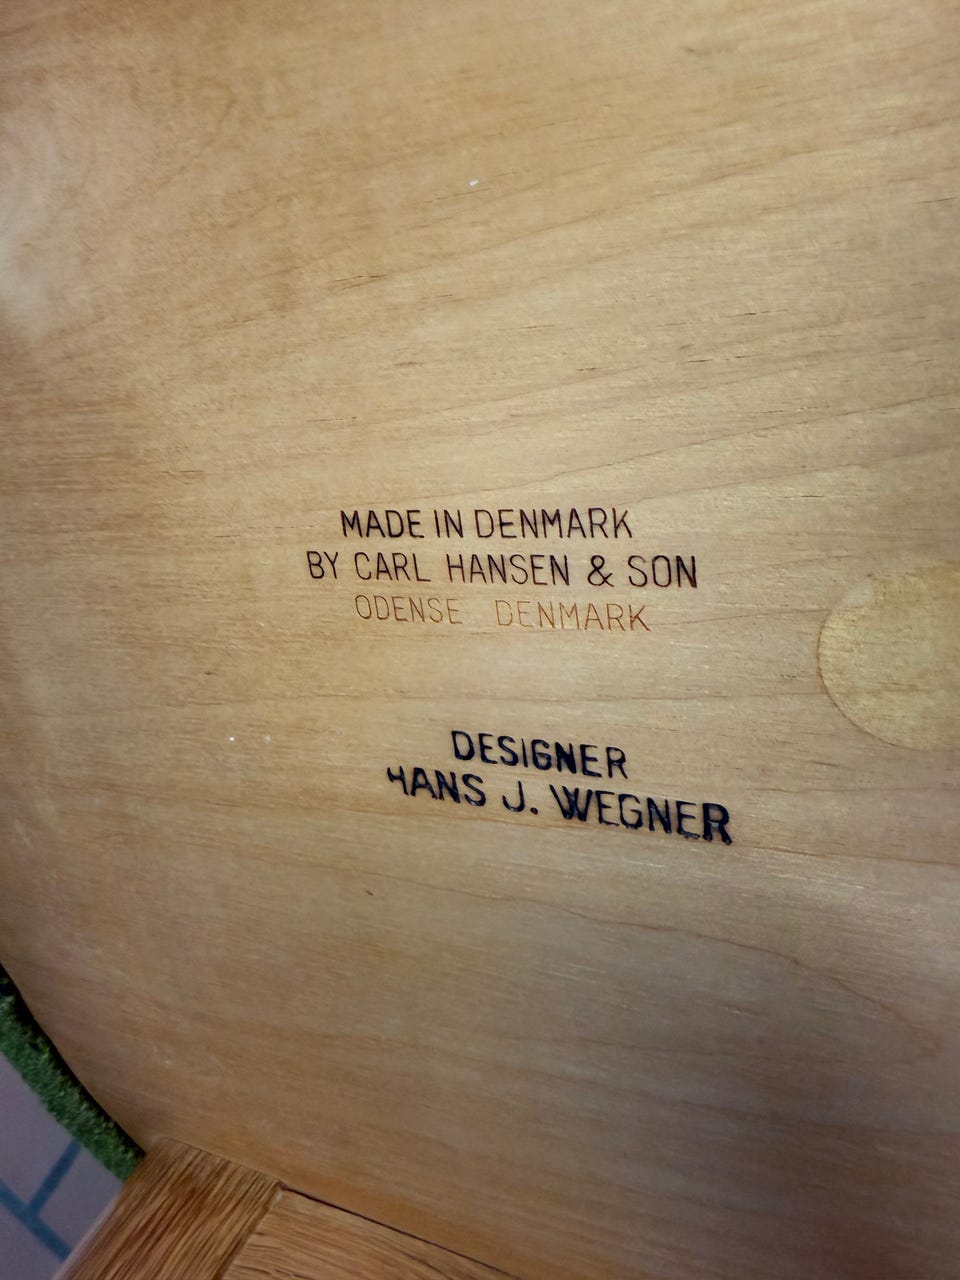 MADE IN DENMARK
BY CARL HANSEN & SON
ODENSE DENMARK
DESIGNER
HANS J. WEGNER